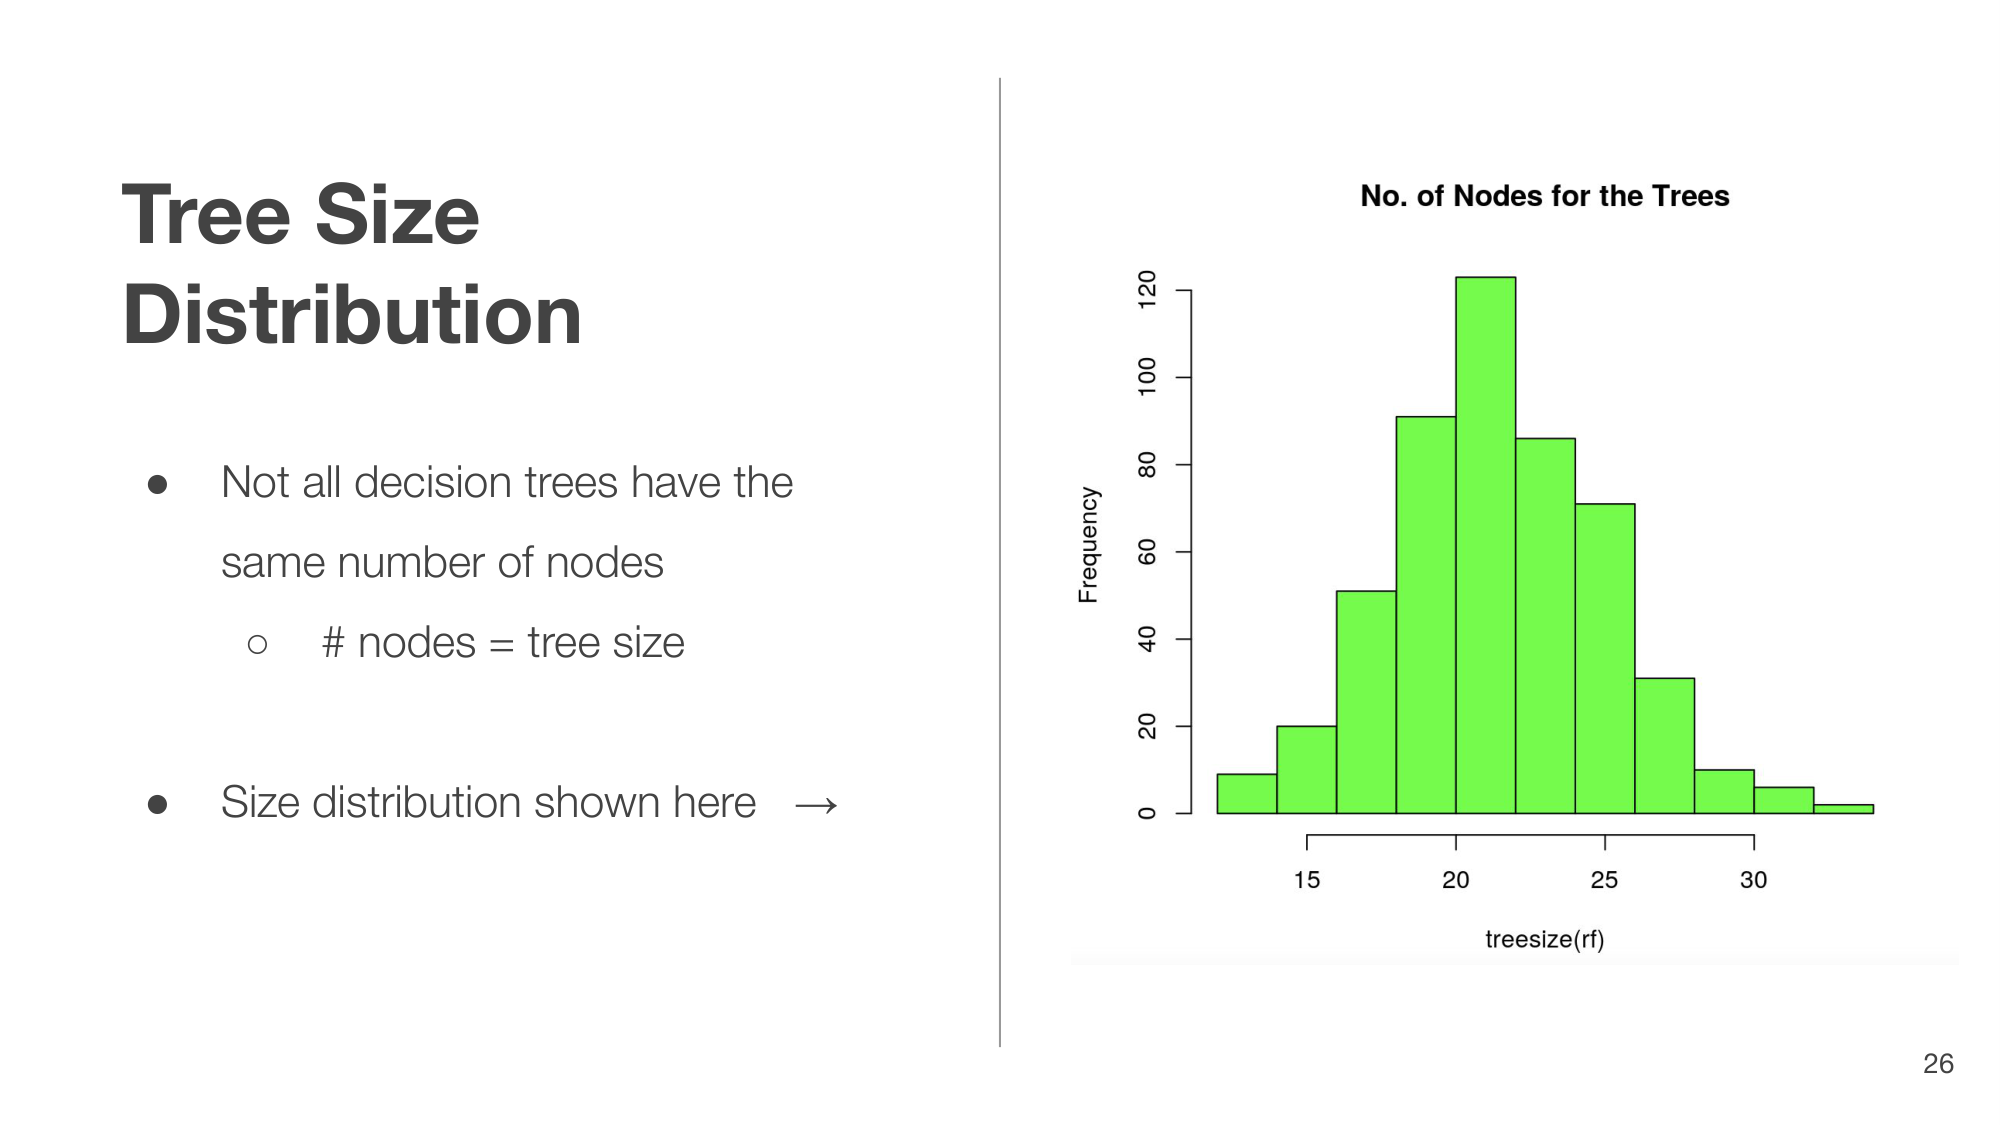 Tree Size
Distribution
● Not all decision trees have the
same number of nodes
○ # nodes = tree size
● Size distribution shown here →
No. of Nodes for the Trees
Frequency
120
100
80
60
40
20
0
15 20 25 30
treesize(rf)
26